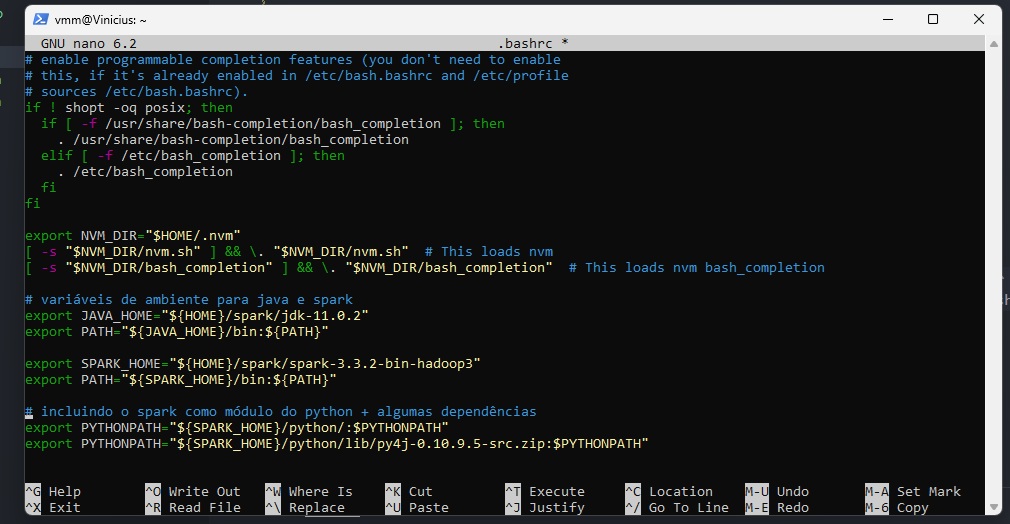 vmm@Vinicius: ~
GNU nano 6.2 .bashrc *
# enable programmable completion features (you don't need to enable
# this, if it's already enabled in /etc/bash.bashrc and /etc/profile
# sources /etc/bash.bashrc).
if ! shopt -oq posix; then
  if [ -f /usr/share/bash-completion/bash_completion ]; then
    . /usr/share/bash-completion/bash_completion
  elif [ -f /etc/bash_completion ]; then
    . /etc/bash_completion
  fi
fi

export NVM_DIR="$HOME/.nvm"
[ -s "$NVM_DIR/nvm.sh" ] && \. "$NVM_DIR/nvm.sh"  # This loads nvm
[ -s "$NVM_DIR/bash_completion" ] && \. "$NVM_DIR/bash_completion"  # This loads nvm bash_completion

# variáveis de ambiente para java e spark
export JAVA_HOME="${HOME}/spark/jdk-11.0.2"
export PATH="${JAVA_HOME}/bin:${PATH}"

export SPARK_HOME="${HOME}/spark/spark-3.3.2-bin-hadoop3"
export PATH="${SPARK_HOME}/bin:${PATH}"

# incluindo o spark como módulo do python + algumas dependências
export PYTHONPATH="${SPARK_HOME}/python/:$PYTHONPATH"
export PYTHONPATH="${SPARK_HOME}/python/lib/py4j-0.10.9.5-src.zip:$PYTHONPATH"

^G Help ^O Write Out ^W Where Is ^K Cut ^T Execute ^C Location M-U Undo M-A Set Mark
^X Exit ^R Read File ^\ Replace ^U Paste ^J Justify ^/ Go To Line M-E Redo M-6 Copy